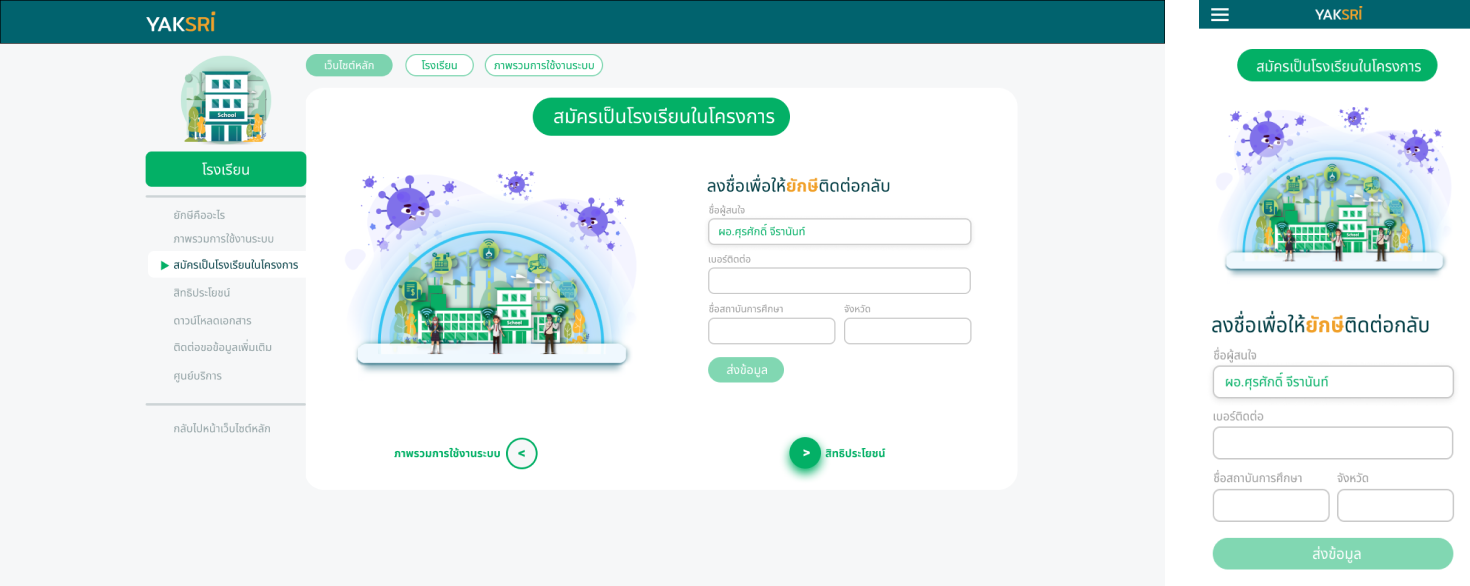 YAKSRI
เว็บไซต์หลัก
โรงเรียน
ภาพรวมการใช้งานระบบ
School
โรงเรียน
ยักษีคืออะไร
ภาพรวมการใช้งานระบบ
สมัครเป็นโรงเรียนในโครงการ
สิทธิประโยชน์
ดาวน์โหลดเอกสาร
ติดต่อขอข้อมูลเพิ่มเติม
ศูนย์บริการ
กลับไปหน้าเว็บไซต์หลัก
สมัครเป็นโรงเรียนในโครงการ
School
ลงชื่อเพื่อให้ยักษีติดต่อกลับ
ชื่อผู้สนใจ
ผอ.ศุรศักดิ์ จีรานันท์
เบอร์ติดต่อ
ชื่อสถาบันการศึกษา
จังหวัด
ส่งข้อมูล
ภาพรวมการใช้งานระบบ <
> สิทธิประโยชน์
YAKSRI
สมัครเป็นโรงเรียนในโครงการ
School
ลงชื่อเพื่อให้ยักษีติดต่อกลับ
ชื่อผู้สนใจ
ผอ.ศุรศักดิ์ จีรานันท์
เบอร์ติดต่อ
ชื่อสถาบันการศึกษา
จังหวัด
ส่งข้อมูล